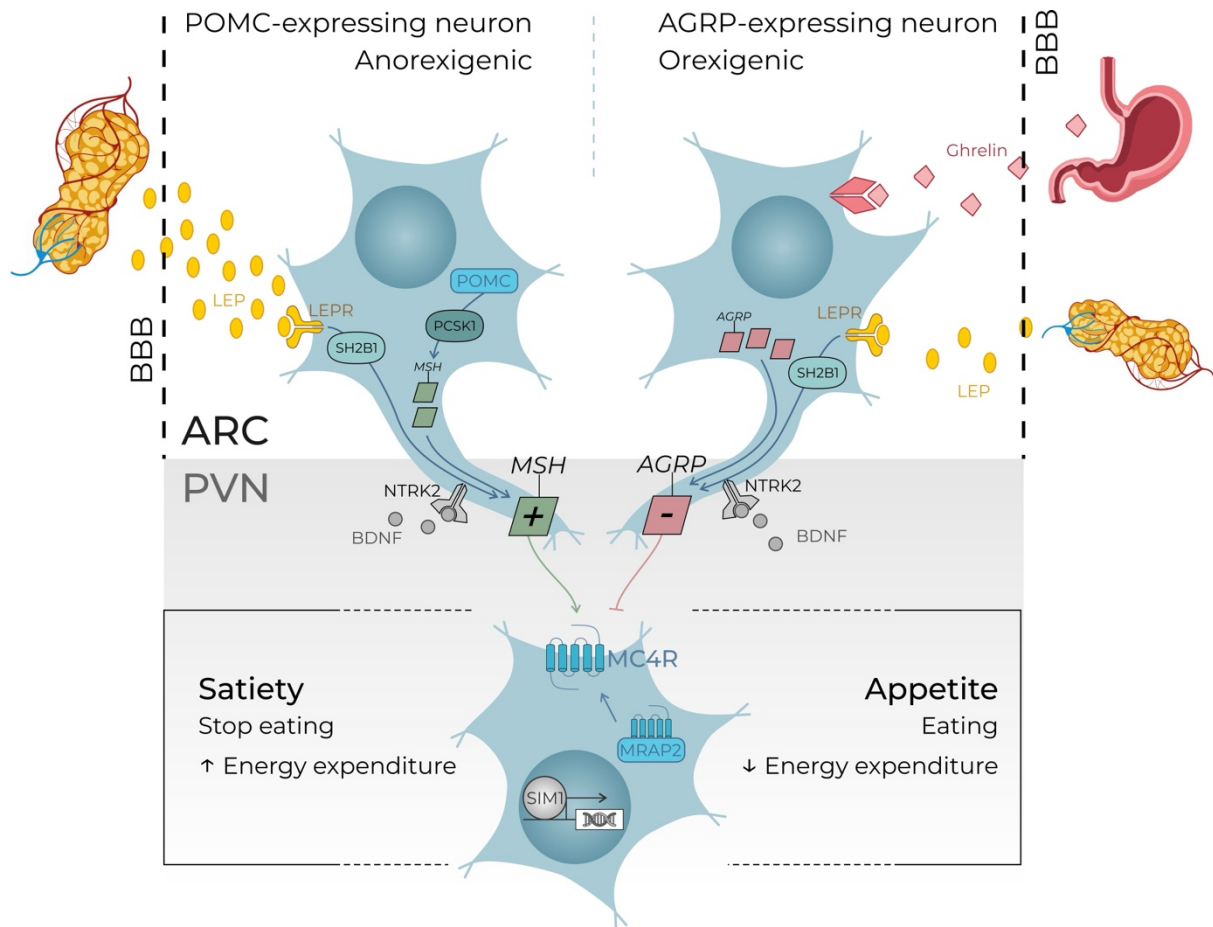 POMC-expressing neuron
Anorexigenic
AGRP-expressing neuron
Orexigenic
BBB
BBB
Ghrelin
POMC
LEP
LEPR
PCSK1
SH2B1
MSH
AGRP
LEPR
SH2B1
LEP
ARC
PVN
MSH
AGRP
NTRK2
BDNF
+
-
NTRK2
BDNF
MC4R
Satiety
Stop eating
↑ Energy expenditure
Appetite
Eating
↓ Energy expenditure
MRAP2
SIM1